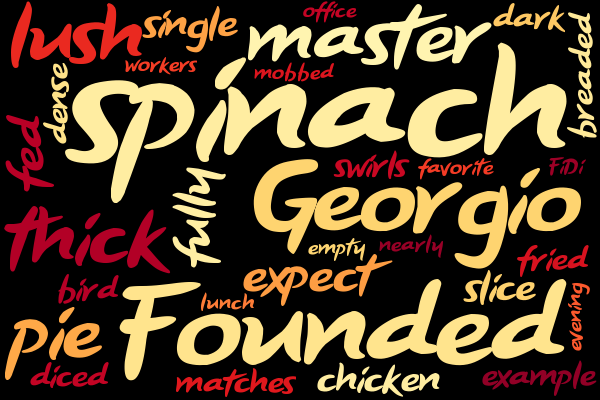 lush
single
office
master
dark
breaded
workers
mobbed
dense
spinach
fed
swirls
favorite
FiDi
fully
Georgio
thick
empty
nearly
fried
bird
expect
slice
lunch
evening
pie
Founded
diced
matches
chicken
example